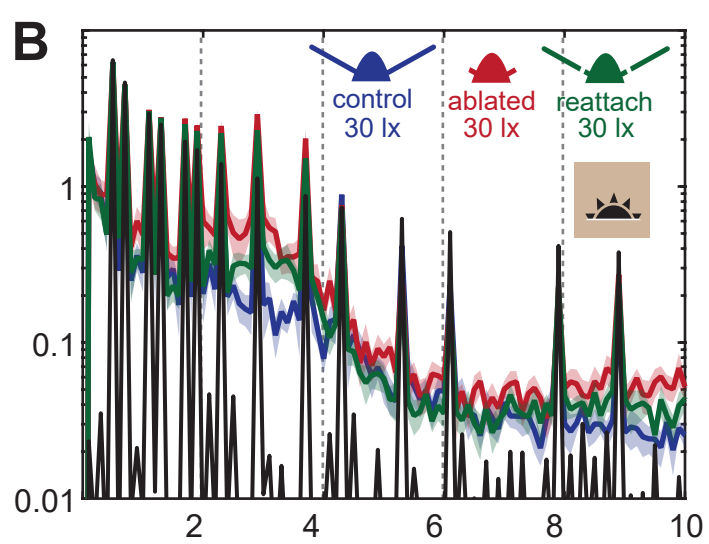 B
control ablated reattach
30 lx 30 lx 30 lx
1
0.1
0.01
2 4 6 8 10